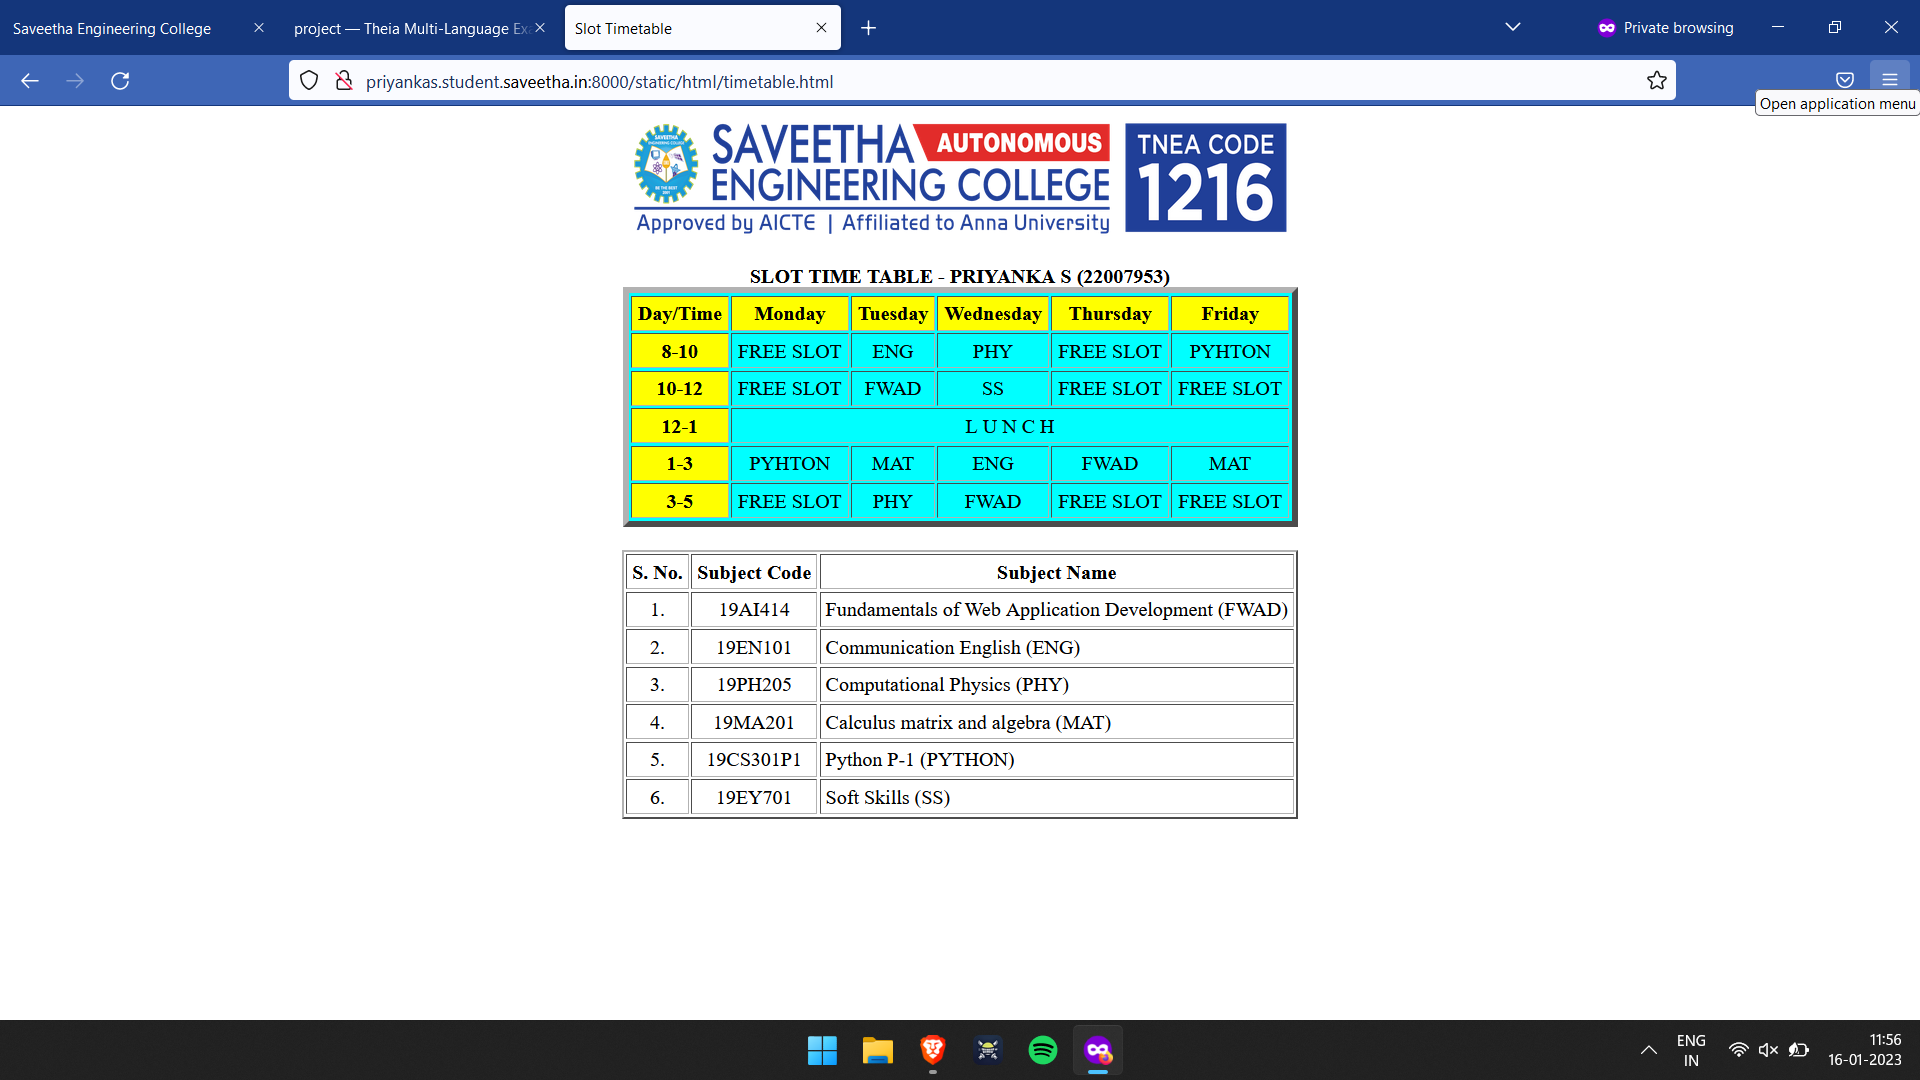 Saveetha Engineering College
project — Theia Multi-Language Ex
Slot Timetable
Private browsing
priyankas.student.saveetha.in:8000/static/html/timetable.html
Open application menu
SAVEETHA AUTONOMOUS
ENGINEERING COLLEGE
Approved by AICTE | Affiliated to Anna University
TNEA CODE
1216
SLOT TIME TABLE - PRIYANKA S (22007953)
Day/Time Monday Tuesday Wednesday Thursday Friday
8-10 FREE SLOT ENG PHY FREE SLOT PYHTON
10-12 FREE SLOT FWAD SS FREE SLOT FREE SLOT
12-1 L U N C H
1-3 PYHTON MAT ENG FWAD MAT
3-5 FREE SLOT PHY FWAD FREE SLOT FREE SLOT
S. No. Subject Code Subject Name
1. 19AI414 Fundamentals of Web Application Development (FWAD)
2. 19EN101 Communication English (ENG)
3. 19PH205 Computational Physics (PHY)
4. 19MA201 Calculus matrix and algebra (MAT)
5. 19CS301P1 Python P-1 (PYTHON)
6. 19EY701 Soft Skills (SS)
ENG
IN
11:56
16-01-2023